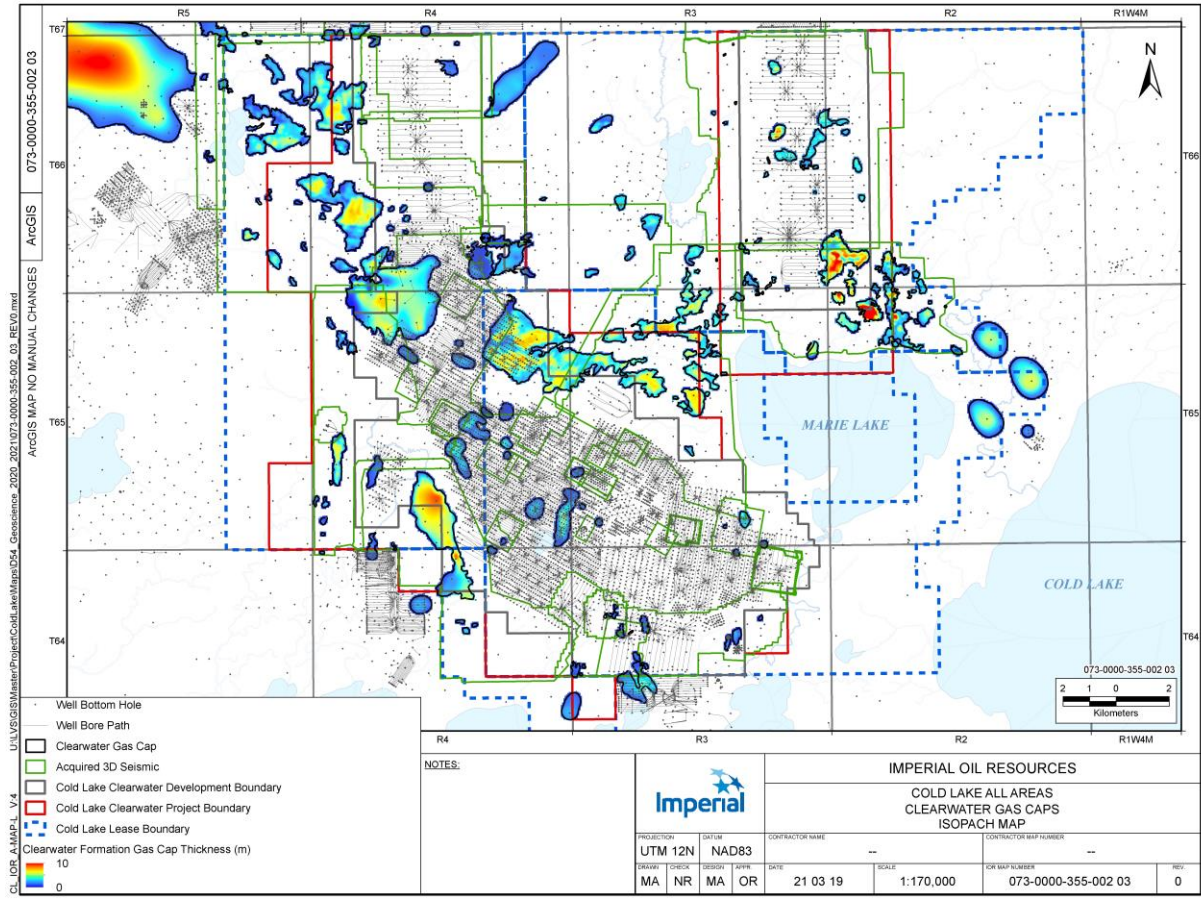 R5
R4
R3
R2
R1W4M
T67
T66
T65
T64
T66
T65
T64
N
073-0000-355-002 03
ArcGIS
ArcGIS MAP NO MANUAL CHANGES
MARIE LAKE
COLD LAKE
073-0000-355-002 03
2 1 0 2
Kilometers
R4
R3
R2
R1W4M
Well Bottom Hole
Well Bore Path
Clearwater Gas Cap
Acquired 3D Seismic
Cold Lake Clearwater Development Boundary
Cold Lake Clearwater Project Boundary
Cold Lake Lease Boundary
Clearwater Formation Gas Cap Thickness (m)
10
0
NOTES:
Imperial
IMPERIAL OIL RESOURCES
COLD LAKE ALL AREAS
CLEARWATER GAS CAPS
ISOPACH MAP
PROJECTION
UTM 12N
DATUM
NAD83
CONTRACTOR NAME
--
CONTRACTOR MAP NUMBER
--
DRAWN
MA
CHECK
NR
DESIGN
MA
APPR.
OR
DATE
21 03 19
SCALE
1:170,000
IOR MAP NUMBER
073-0000-355-002 03
REV.
0